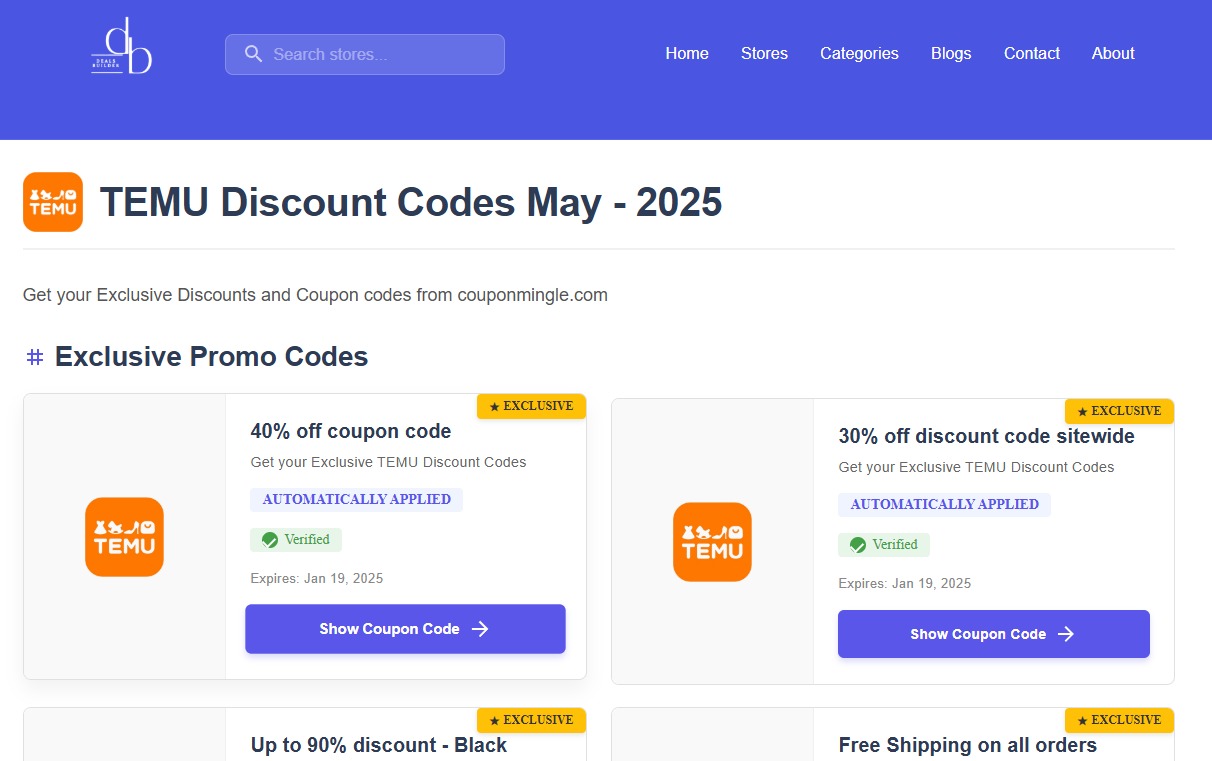 db
DEALS
BUILDER
Search stores...
Home
Stores
Categories
Blogs
Contact
About
TEMU
TEMU Discount Codes May - 2025
Get your Exclusive Discounts and Coupon codes from couponmingle.com
# Exclusive Promo Codes
★ EXCLUSIVE
40% off coupon code
Get your Exclusive TEMU Discount Codes
AUTOMATICALLY APPLIED
TEMU
Verified
Expires: Jan 19, 2025
Show Coupon Code →
★ EXCLUSIVE
30% off discount code sitewide
Get your Exclusive TEMU Discount Codes
AUTOMATICALLY APPLIED
TEMU
Verified
Expires: Jan 19, 2025
Show Coupon Code →
★ EXCLUSIVE
Up to 90% discount - Black
★ EXCLUSIVE
Free Shipping on all orders